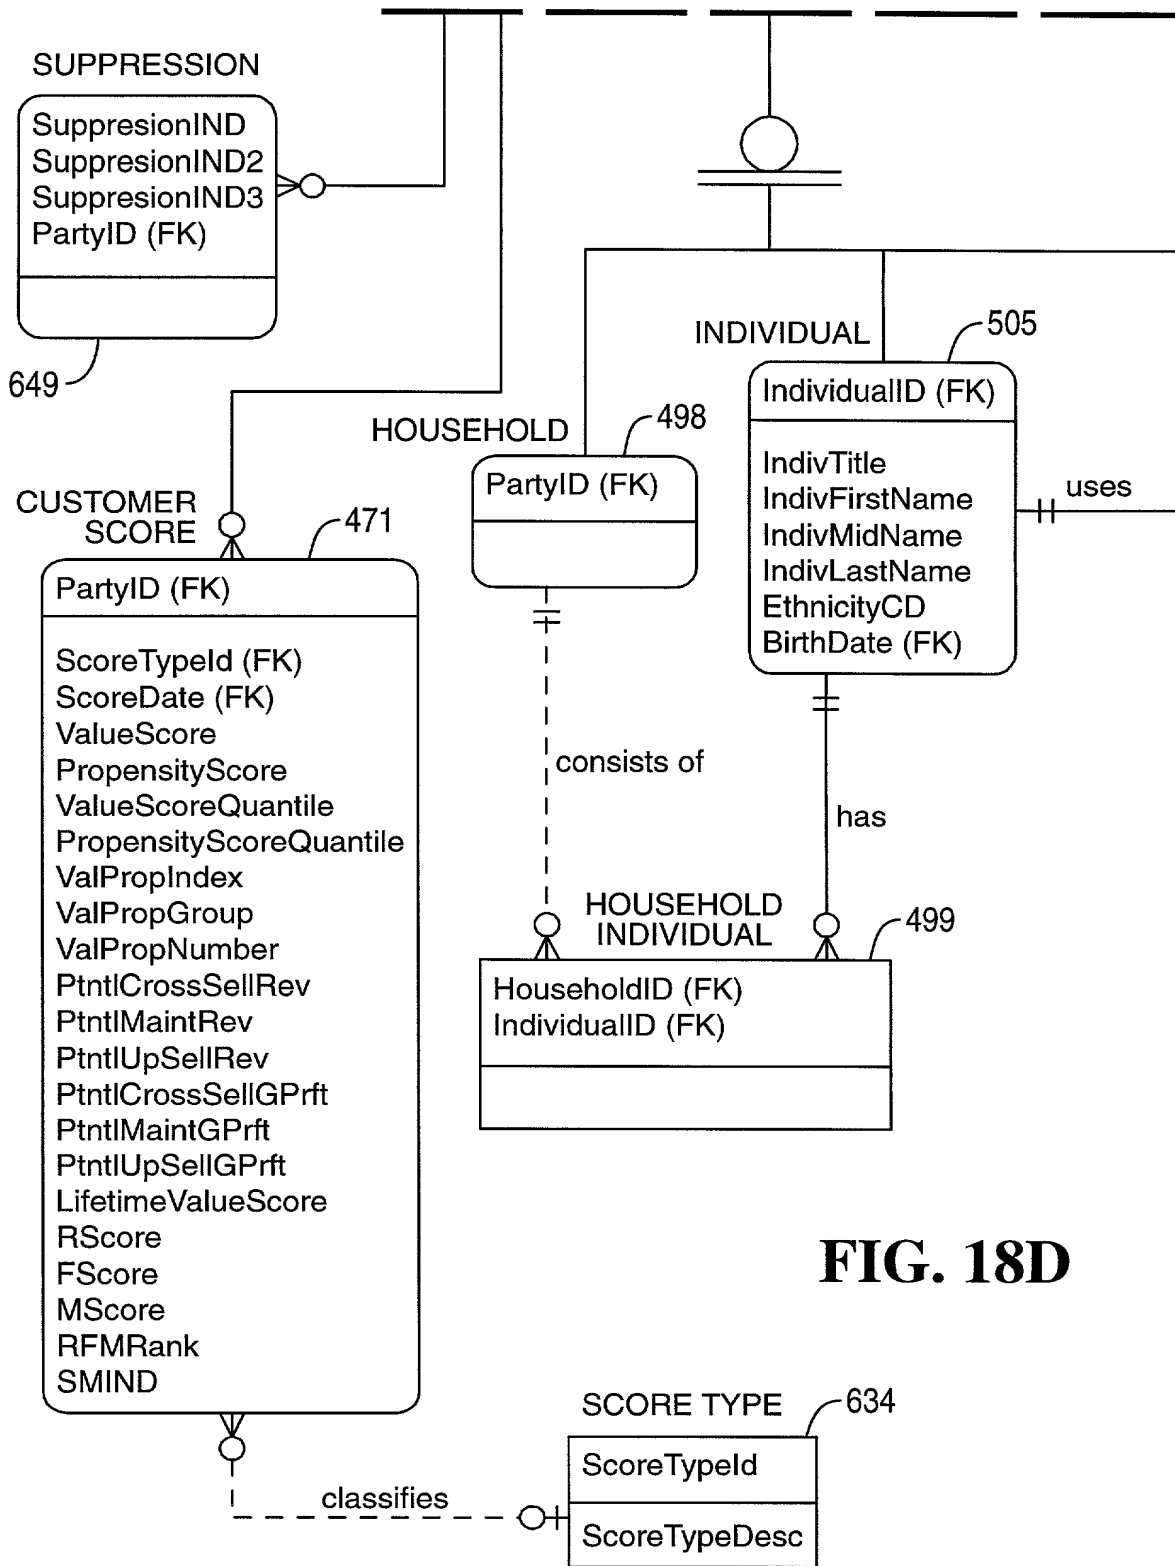 SUPPRESSION
SuppresionIND
SuppresionIND2
SuppresionIND3
PartyID (FK)
649
INDIVIDUAL
505
IndividualID (FK)
IndivTitle
IndivFirstName
IndivMidName
IndivLastName
EthnicityCD
BirthDate (FK)
uses
HOUSEHOLD
498
PartyID (FK)
CUSTOMER
SCORE
471
PartyID (FK)
ScoreTypeId (FK)
ScoreDate (FK)
ValueScore
PropensityScore
ValueScoreQuantile
PropensityScoreQuantile
ValPropIndex
ValPropGroup
ValPropNumber
PtntlCrossSellRev
PtntlMaintRev
PtntlUpSellRev
PtntlCrossSellGPrft
PtntlMaintGPrft
PtntlUpSellGPrft
LifetimeValueScore
RScore
FScore
MScore
RFMRank
SMIND
consists of
has
HOUSEHOLD
INDIVIDUAL
499
HouseholdID (FK)
IndividualID (FK)
FIG. 18D
SCORE TYPE
634
ScoreTypeId
ScoreTypeDesc
classifies